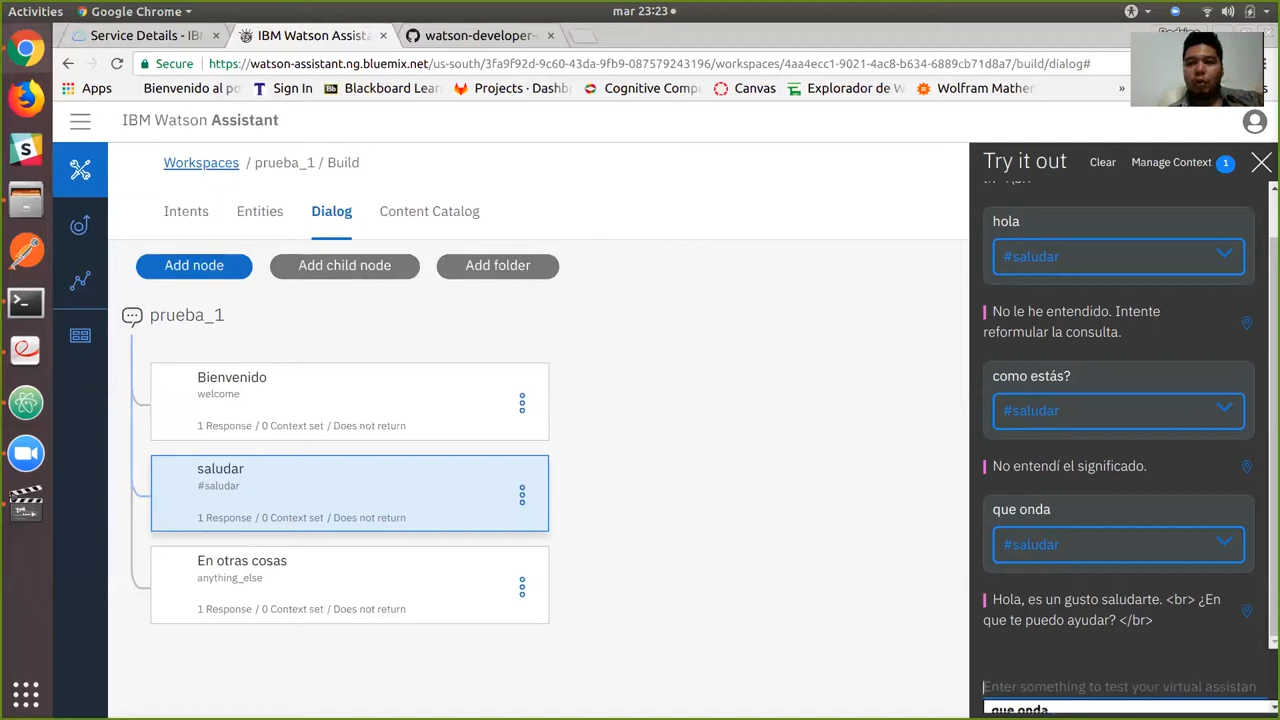 Activities
Google Chrome
mar 23:23
Service Details - IB
IBM Watson Assist
watson-developer-
Secure
https://watson-assistant.ng.bluemix.net/us-south/3fa9f92d-9c60-43da-9fb9-087579243196/workspaces/4aa4ecc1-9021-4ac8-b634-6889cb71d8a7/build/dialog#
Apps
Bienvenido al po
Sign In
Blackboard Lear
Projects · Dashb
Cognitive Compu
Canvas
Explorador de W
Wolfram Mathe
»
IBM Watson Assistant
Workspaces / prueba_1 / Build
Intents
Entities
Dialog
Content Catalog
Add node
Add child node
Add folder
prueba_1
Bienvenido
welcome
1 Response / 0 Context set / Does not return
saludar
#saludar
1 Response / 0 Context set / Does not return
En otras cosas
anything_else
1 Response / 0 Context set / Does not return
Try it out
Clear
Manage Context 1
hola
#saludar
No le he entendido. Intente
reformular la consulta.
como estás?
#saludar
No entendí el significado.
que onda
#saludar
Hola, es un gusto saludarte. <br> ¿En
que te puedo ayudar? </br>
Enter something to test your virtual assistan
que onda